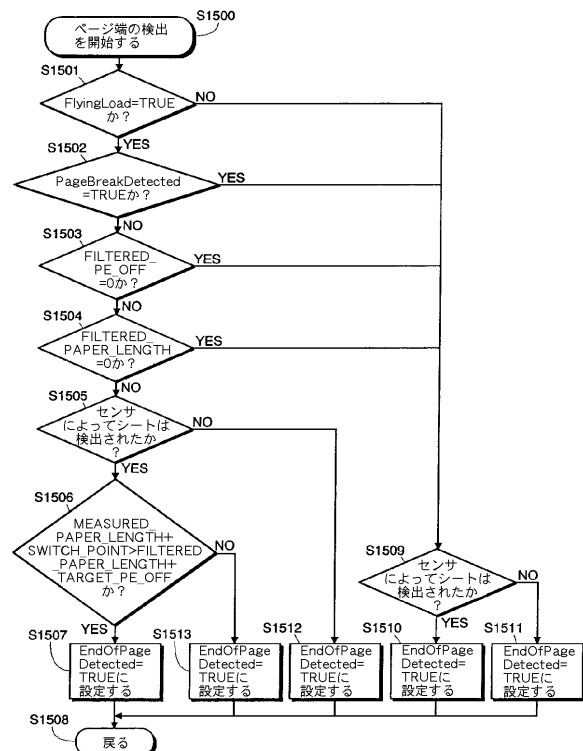 S1500
ページ端の検出
を開始する
S1501
FlyingLoad=TRUE
か?
NO
YES
S1502
PageBreakDetected
=TRUEか?
YES
NO
S1503
FILTERED_
PE_OFF
=0か?
YES
NO
S1504
FILTERED_
PAPER_LENGTH
=0か?
YES
NO
S1505
センサ
によってシートは
検出されたか
?
NO
YES
S1506
MEASURED_
PAPER_LENGTH+
SWITCH_POINT>FILTERED
_PAPER_LENGTH+
TARGET_PE_OFF
か?
NO
YES
S1509
センサ
によってシートは
検出されたか
?
NO
YES
S1507
EndOfPage
Detected=
TRUEに
設定する
S1513
EndOfPage
Detected=
TRUEに
設定する
S1512
EndOfPage
Detected=
TRUEに
設定する
S1510
EndOfPage
Detected=
TRUEに
設定する
S1511
EndOfPage
Detected=
TRUEに
設定する
S1508
戻る